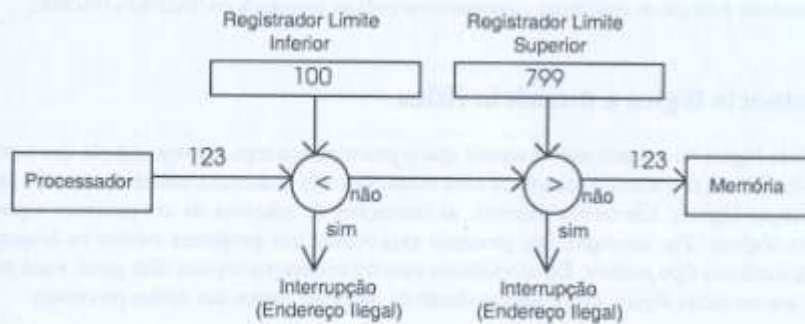 Registrador Limite
Inferior
Registrador Limite
Superior
100
799
Processador
123
<
não
>
123
não
Memória
sim
sim
Interrupção
(Endereço Ilegal)
Interrupção
(Endereço Ilegal)